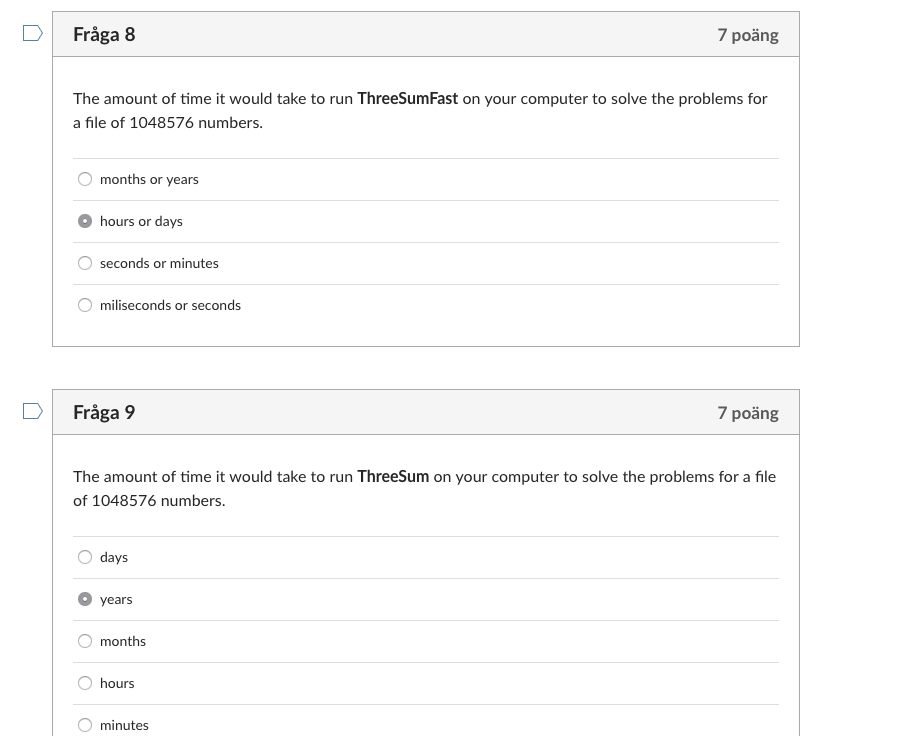 Fråga 8
7 poäng
The amount of time it would take to run ThreeSumFast on your computer to solve the problems for
a file of 1048576 numbers.
months or years
hours or days
seconds or minutes
miliseconds or seconds
Fråga 9
7 poäng
The amount of time it would take to run ThreeSum on your computer to solve the problems for a file
of 1048576 numbers.
days
years
months
hours
minutes